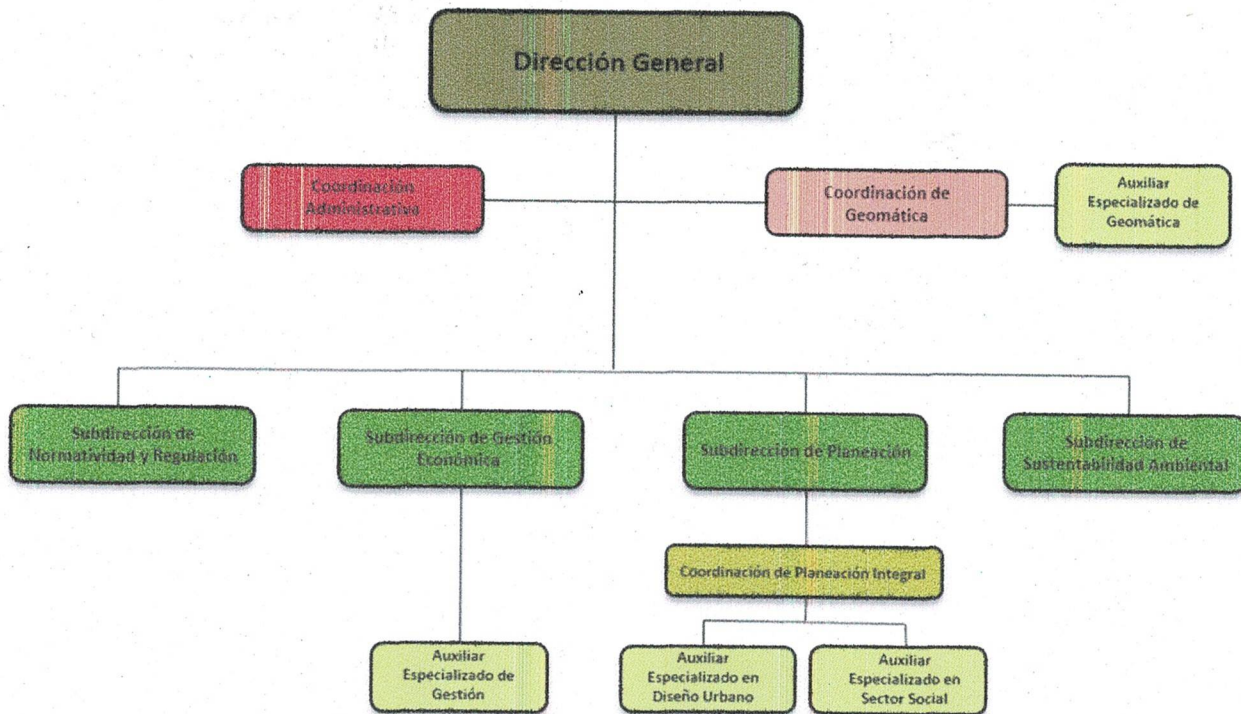 Dirección General
Coordinación
Administrativa
Coordinación de
Geomática
Auxiliar
Especializado de
Geomática
Subdirección de
Normatividad y Regulación
Subdirección de Gestión
Económica
Subdirección de Planeación
Subdirección de
Sustentabilidad Ambiental
Coordinación de Planeación Integral
Auxiliar
Especializado de
Gestión
Auxiliar
Especializado en
Diseño Urbano
Auxiliar
Especializado en
Sector Social